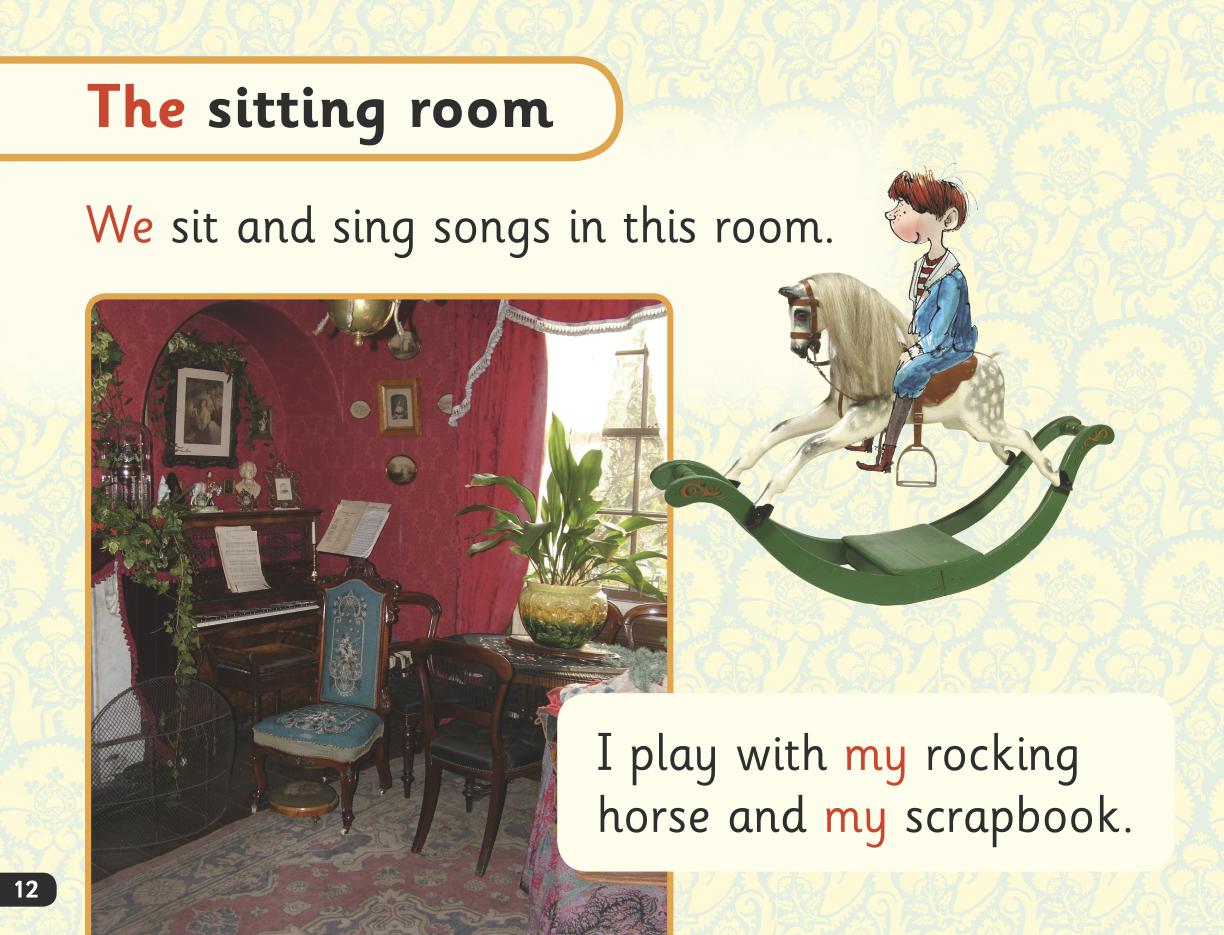 The sitting room
We sit and sing songs in this room.
I play with my rocking
horse and my scrapbook.
12